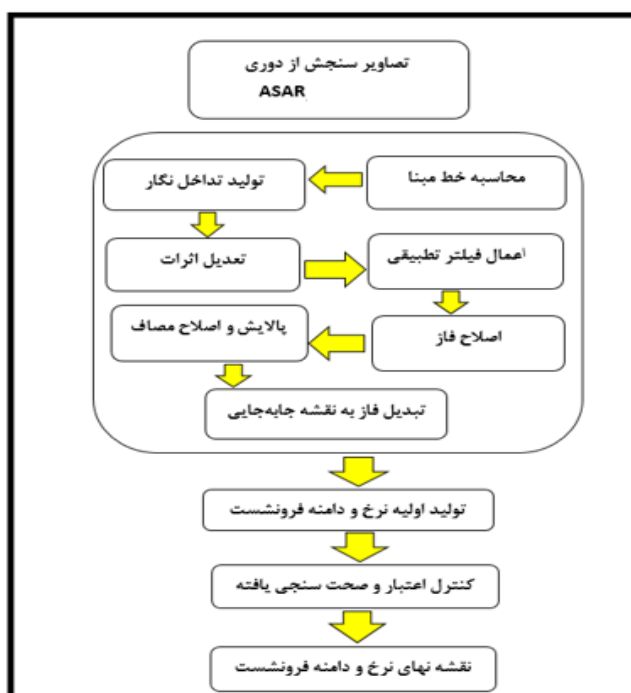 تصاویر سنجش از دوری
ASAR
محاسبه خط مبنا
تولید تداخل نگار
تعدیل اثرات
اعمال فیلتر تطبیقی
اصلاح فاز
پالایش و اصلاح مصاف
تبدیل فاز به نقشه جابه‌جایی
تولید اولیه نرخ و دامنه فرونشست
کنترل اعتبار و صحت سنجی یافته
نقشه نهای نرخ و دامنه فرونشست